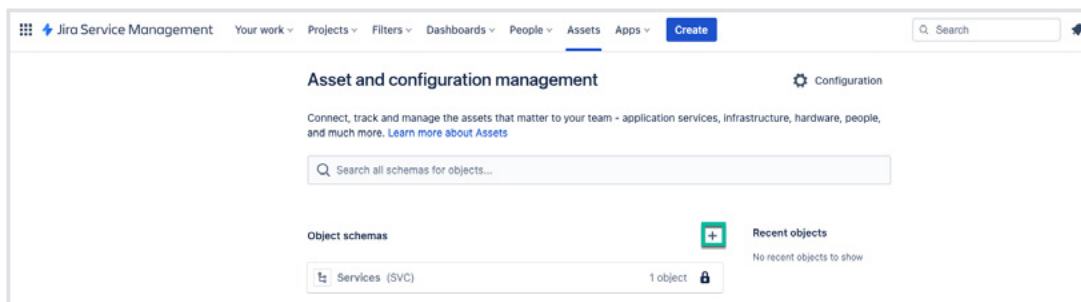 Jira Service Management Your work Projects Filters Dashboards People Assets Apps Create Search
Asset and configuration management Configuration
Connect, track and manage the assets that matter to your team - application services, infrastructure, hardware, people,
and much more. Learn more about Assets
Search all schemas for objects...
Object schemas + Recent objects
No recent objects to show
Services (SVC) 1 object